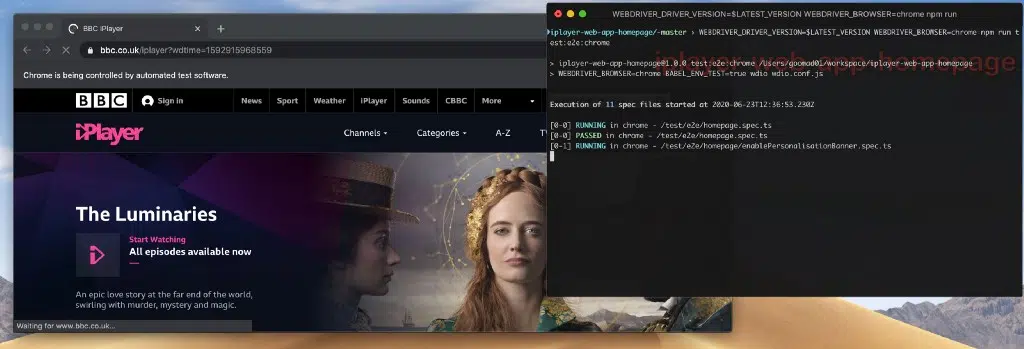 BBC iPlayer
bbc.co.uk/iplayer?wdtime=1592915968559
Chrome is being controlled by automated test software.
BBC Sign in News Sport Weather iPlayer Sounds CBBC More
iPlayer Channels Categories A-Z
The Luminaries
Start Watching
All episodes available now
An epic love story at the far end of the world,
swirling with murder, mystery and magic.
Waiting for www.bbc.co.uk...
WEBDRIVER_DRIVER_VERSION=$LATEST_VERSION WEBDRIVER_BROWSER=chrome npm run
iplayer-web-app-homepage/-master › WEBDRIVER_DRIVER_VERSION=$LATEST_VERSION WEBDRIVER_BROWSER=chrome npm run t
est:e2e:chrome
iplayer-web-app-homepage
> iplayer-web-app-homepage@1.0.0 test:e2e:chrome /Users/goomad01/workspace/iplayer-web-app-homepage
> WEBDRIVER_BROWSER=chrome BABEL_ENV_TEST=true wdio wdio.conf.js
Execution of 11 spec files started at 2020-06-23T12:36:53.230Z
[0-0] RUNNING in chrome - /test/e2e/homepage.spec.ts
[0-0] PASSED in chrome - /test/e2e/homepage.spec.ts
[0-1] RUNNING in chrome - /test/e2e/homepage/enablePersonalisationBanner.spec.ts